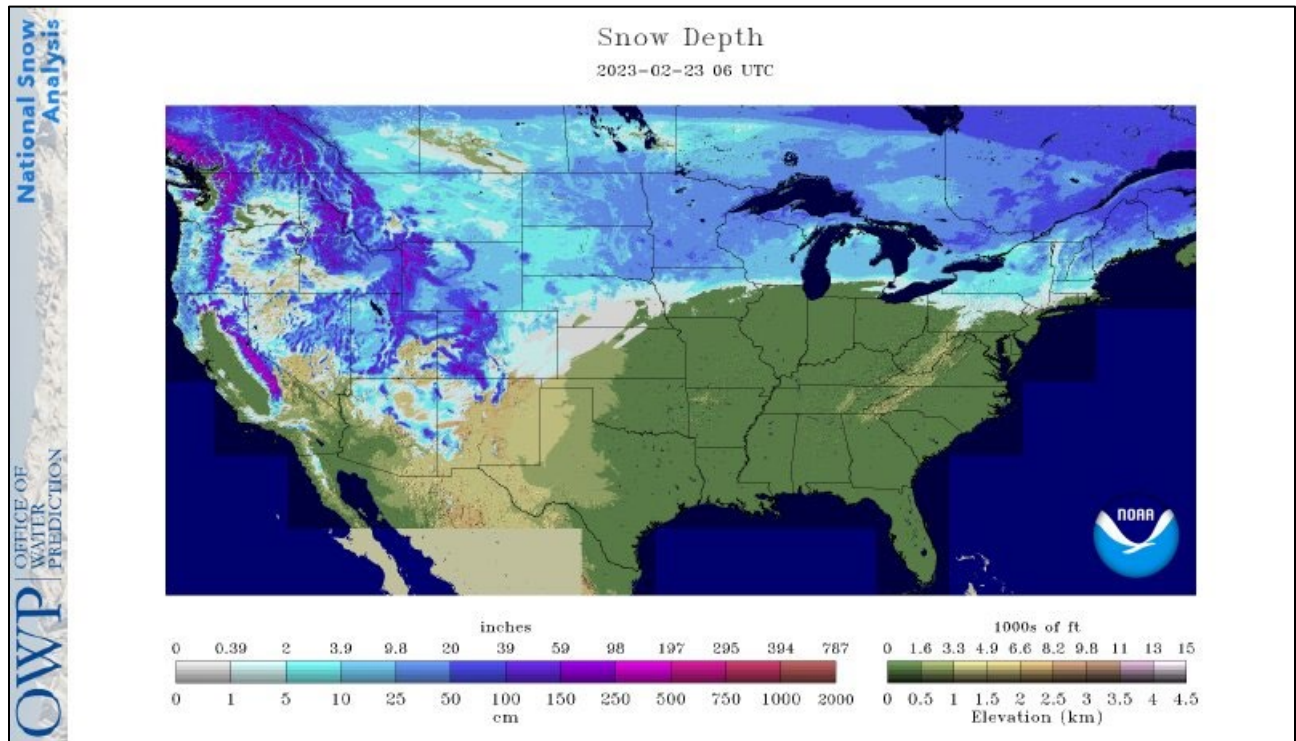 National Snow
Analysis
OWP
OFFICE OF
WATER
PREDICTION
Snow Depth
2023-02-23 06 UTC
NOAA
inches
0 0.39 2 3.9 9.8 20 39 59 98 197 295 394 787
0 1 5 10 25 50 100 150 250 500 750 1000 2000
cm
1000s of ft
0 1.6 3.3 4.9 6.6 8.2 9.8 11 13 15
0 0.5 1 1.5 2 2.5 3 3.5 4 4.5
Elevation (km)